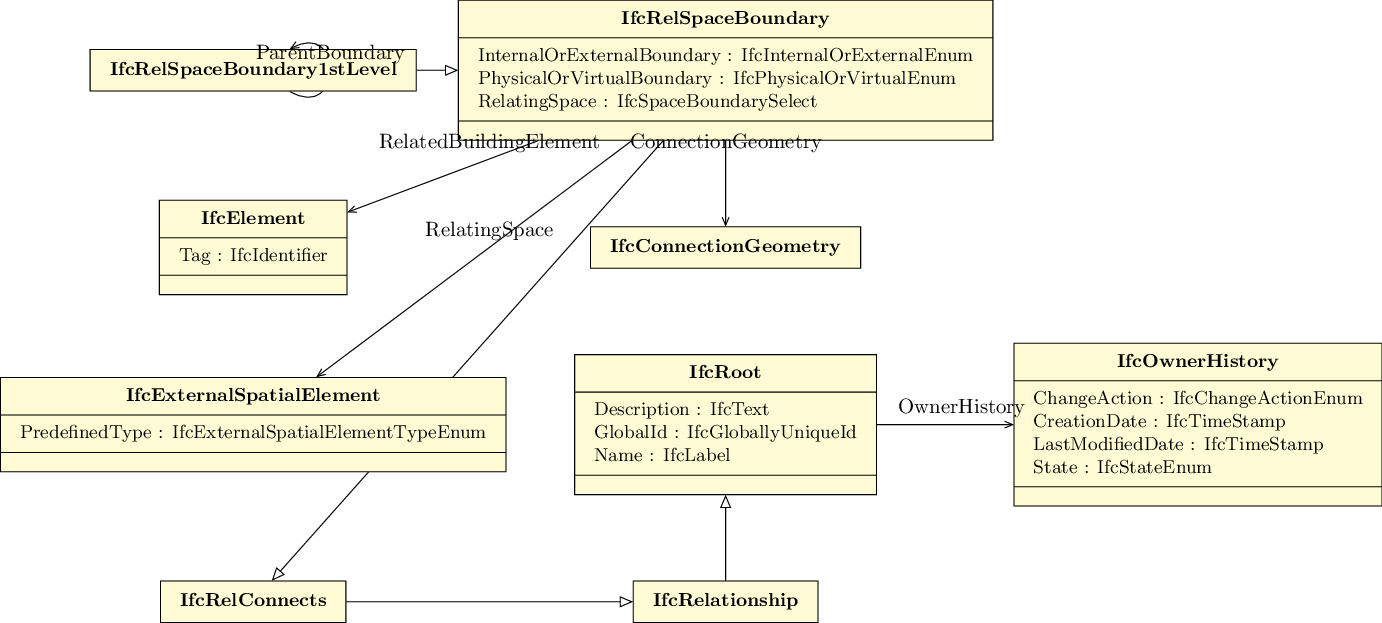 IfcRelSpaceBoundary
InternalOrExternalBoundary : IfcInternalOrExternalEnum
PhysicalOrVirtualBoundary : IfcPhysicalOrVirtualEnum
RelatingSpace : IfcSpaceBoundarySelect
ParentBoundary
IfcRelSpaceBoundary1stLevel
RelatedBuildingElement
ConnectionGeometry
IfcElement
Tag : IfcIdentifier
RelatingSpace
IfcConnectionGeometry
IfcExternalSpatialElement
PredefinedType : IfcExternalSpatialElementTypeEnum
IfcRoot
Description : IfcText
GlobalId : IfcGloballyUniqueId
Name : IfcLabel
OwnerHistory
IfcOwnerHistory
ChangeAction : IfcChangeActionEnum
CreationDate : IfcTimeStamp
LastModifiedDate : IfcTimeStamp
State : IfcStateEnum
IfcRelConnects
IfcRelationship